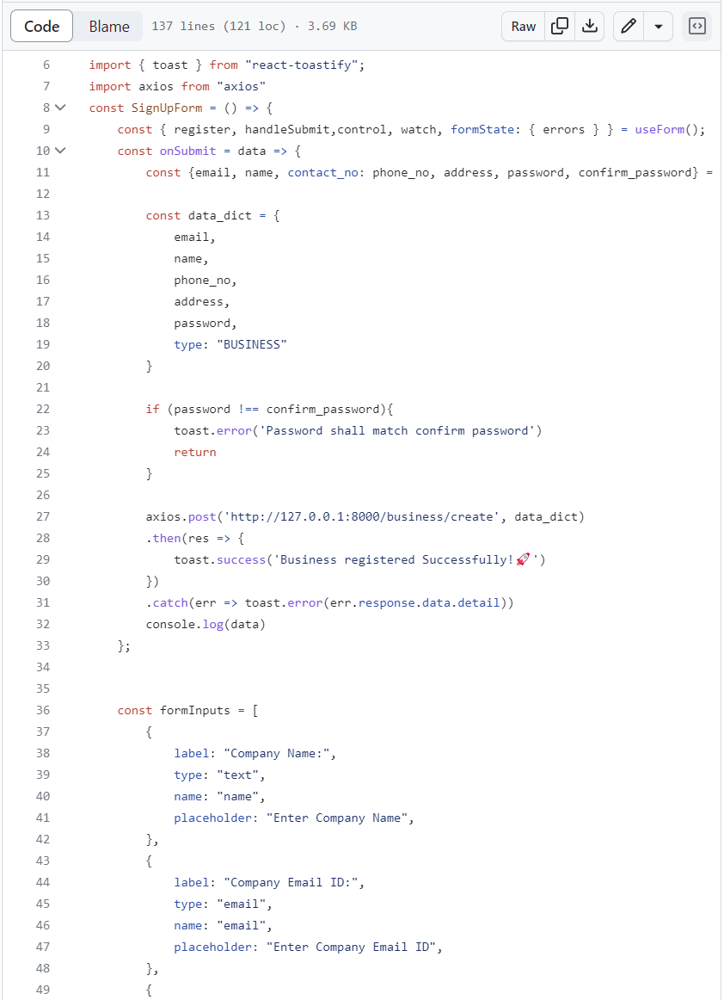 Code Blame 137 lines (121 loc) · 3.69 KB Raw
6 import { toast } from "react-toastify";
7 import axios from "axios"
8 const SignUpForm = () => {
9 const { register, handleSubmit,control, watch, formState: { errors } } = useForm();
10 const onSubmit = data => {
11 const {email, name, contact_no: phone_no, address, password, confirm_password} =
12
13 const data_dict = {
14 email,
15 name,
16 phone_no,
17 address,
18 password,
19 type: "BUSINESS"
20 }
21
22 if (password !== confirm_password){
23 toast.error('Password shall match confirm password')
24 return
25 }
26
27 axios.post('http://127.0.0.1:8000/business/create', data_dict)
28 .then(res => {
29 toast.success('Business registered Successfully!🚀')
30 })
31 .catch(err => toast.error(err.response.data.detail))
32 console.log(data)
33 };
34
35
36 const formInputs = [
37 {
38 label: "Company Name:",
39 type: "text",
40 name: "name",
41 placeholder: "Enter Company Name",
42 },
43 {
44 label: "Company Email ID:",
45 type: "email",
46 name: "email",
47 placeholder: "Enter Company Email ID",
48 },
49 {